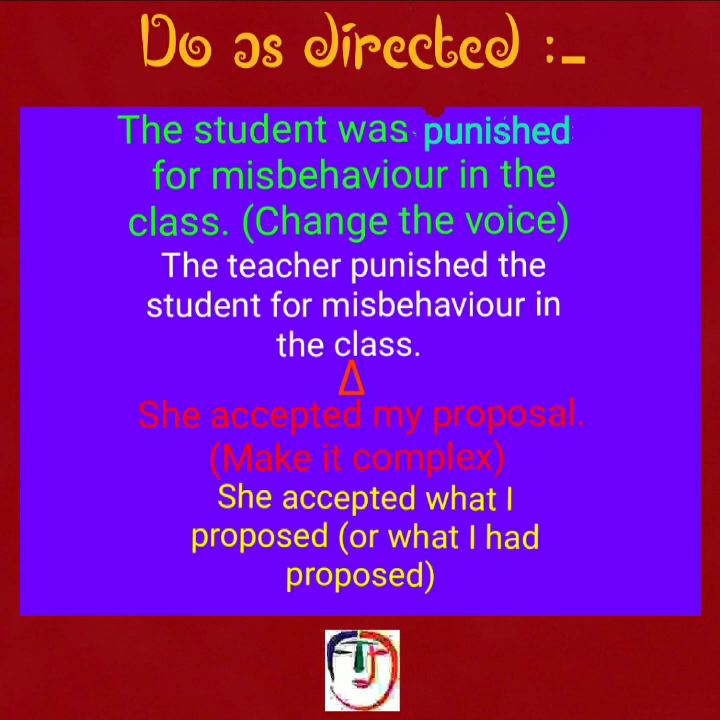 Do as directed :-
The student was punished
for misbehaviour in the
class. (Change the voice)
The teacher punished the
student for misbehaviour in
the class.
Δ
She accepted my proposal.
(Make it complex)
She accepted what I
proposed (or what I had
proposed)